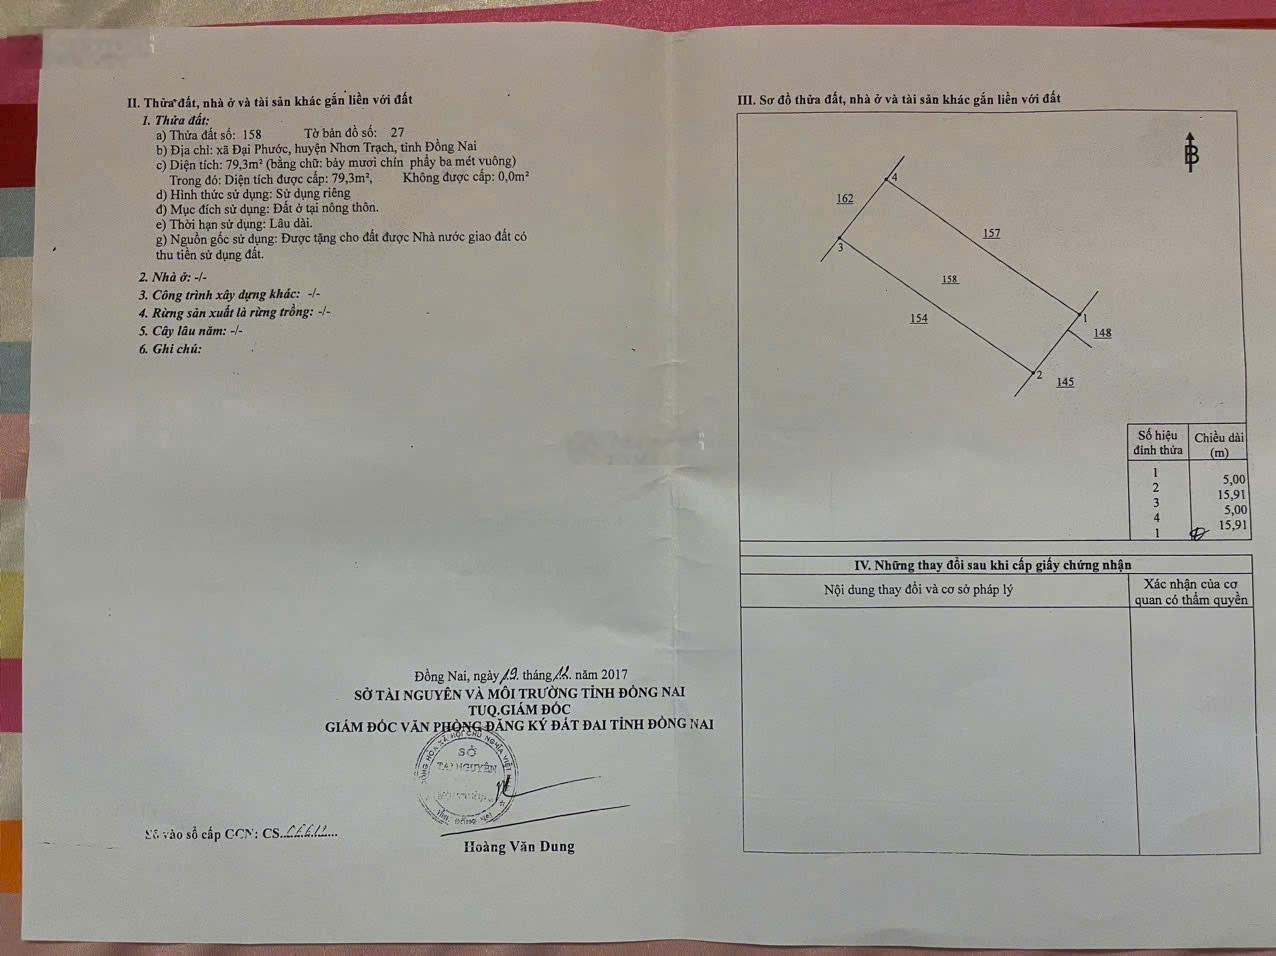 II. Thửa đất, nhà ở và tài sản khác gắn liền với đất
1. Thửa đất:
a) Thửa đất số: 158 Tờ bản đồ số: 27
b) Địa chỉ: xã Đại Phước, huyện Nhơn Trạch, tỉnh Đồng Nai
c) Diện tích: 79,3m² (bằng chữ: bảy mươi chín phẩy ba mét vuông)
Trong đó: Diện tích được cấp: 79,3m², Không được cấp: 0,0m²
d) Hình thức sử dụng: Sử dụng riêng
đ) Mục đích sử dụng: Đất ở tại nông thôn.
e) Thời hạn sử dụng: Lâu dài.
g) Nguồn gốc sử dụng: Được tặng cho đất được Nhà nước giao đất có
thu tiền sử dụng đất.
2. Nhà ở: -/-
3. Công trình xây dựng khác: -/-
4. Rừng sản xuất là rừng trồng: -/-
5. Cây lâu năm: -/-
6. Ghi chú:
Đồng Nai, ngày 19. tháng 12. năm 2017
SỞ TÀI NGUYÊN VÀ MÔI TRƯỜNG TỈNH ĐỒNG NAI
TUQ.GIÁM ĐỐC
GIÁM ĐỐC VĂN PHÒNG ĐĂNG KÝ ĐẤT ĐAI TỈNH ĐỒNG NAI
SỞ
TÀI NGUYÊN
Hoàng Văn Dung
Số vào sổ cấp GCN: CS
III. Sơ đồ thửa đất, nhà ở và tài sản khác gắn liền với đất
B
4
162
157
3
158
154
1
148
2
145
Số hiệu đỉnh thửa Chiều dài (m)
1
5,00
2
15,91
3
5,00
4
15,91
1
IV. Những thay đổi sau khi cấp giấy chứng nhận
Nội dung thay đổi và cơ sở pháp lý Xác nhận của cơ
quan có thẩm quyền